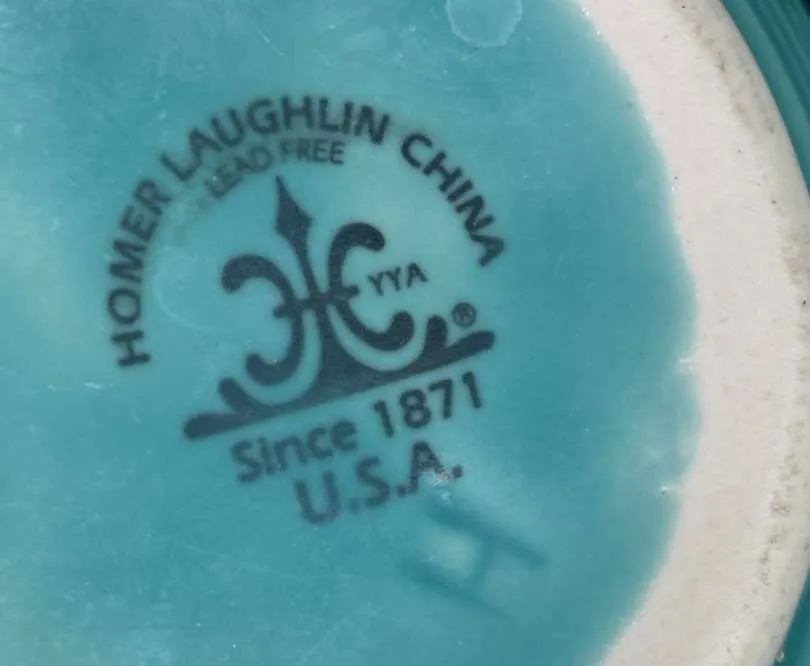 HOMER LAUGHLIN CHINA
LEAD FREE
YYA
®
Since 1871
U.S.A.
H